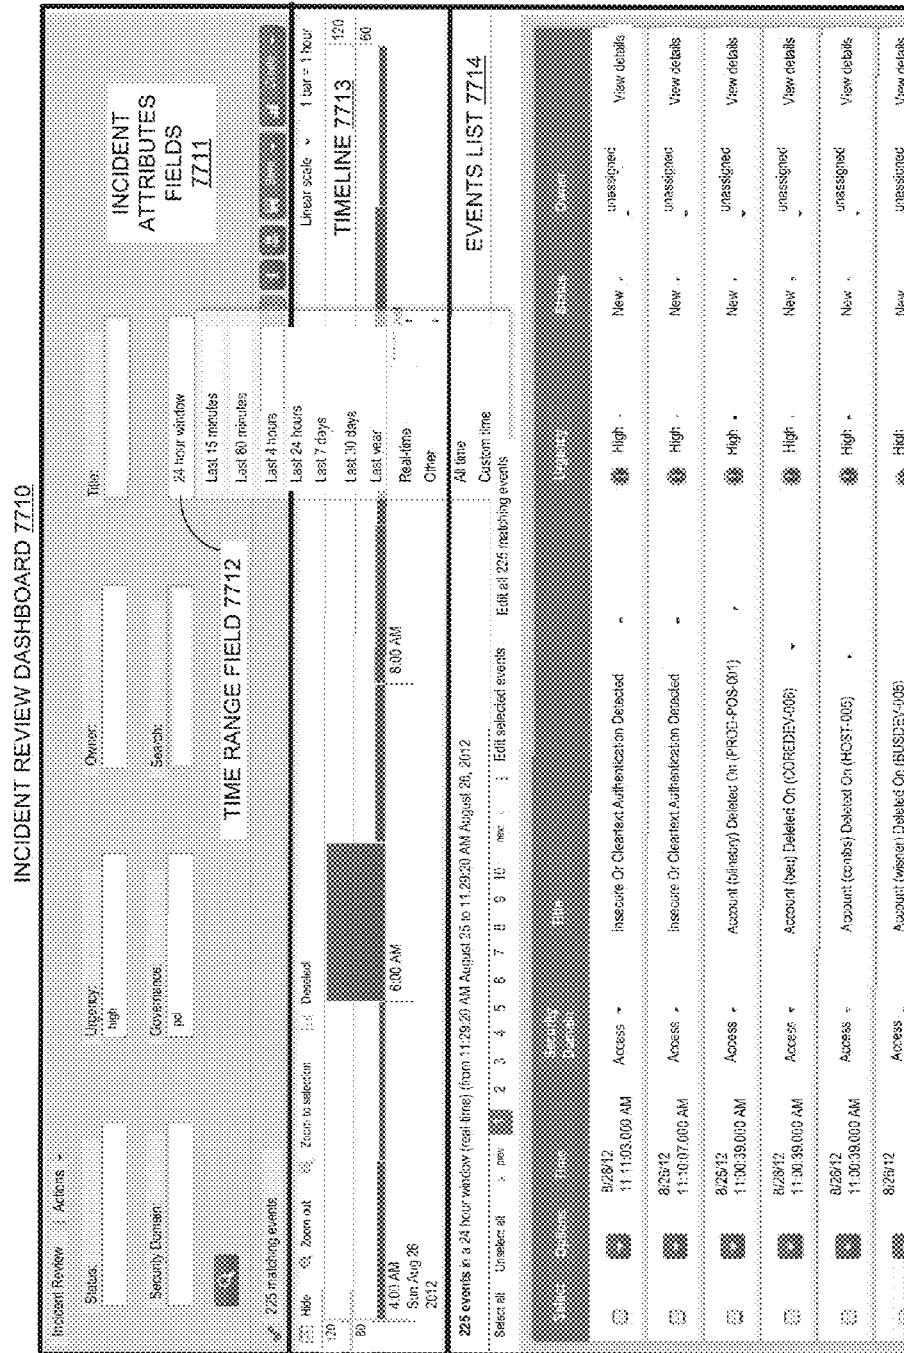 INCIDENT REVIEW DASHBOARD 7710
Incident Review | Actions
Status:
Urgency:
high
Owner:
Title:
Security Domain:
Governance:
pci
Search:
24 hour window
INCIDENT
ATTRIBUTES
FIELDS
7711
TIME RANGE FIELD 7712
Last 15 minutes
Last 60 minutes
Last 4 hours
Last 24 hours
Last 7 days
Last 30 days
Last year
Real-time
Other
All time
Custom time
225 matching events
Hide Zoom out Zoom to selection Deselect
Linear scale 1 bar = 1 hour
TIMELINE 7713
120
60
120
60
4:00 AM
Sun Aug 26
2012
6:00 AM
8:00 AM
225 events in a 24 hour window (real-time) (from 11:29:20 AM August 25 to 11:29:20 AM August 26, 2012
EVENTS LIST 7714
Select all Unselect all « prev 2 3 4 5 6 7 8 9 10 next | Edit selected events Edit all 225 matching events
8/26/12
11:11:03.000 AM
Access
Insecure Or Cleartext Authentication Detected
High
New
unassigned
View details
8/26/12
11:10:07.000 AM
Access
Insecure Or Cleartext Authentication Detected
High
New
unassigned
View details
8/26/12
11:00:39.000 AM
Access
Account (blinebry) Deleted On (PROD-POS-001)
High
New
unassigned
View details
8/26/12
11:00:39.000 AM
Access
Account (beu) Deleted On (COREDEV-006)
High
New
unassigned
View details
8/26/12
11:00:39.000 AM
Access
Account (combs) Deleted On (HOST-005)
High
New
unassigned
View details
8/26/12
Access
Account (wisner) Deleted On (BUSDEV-005)
High
New
unassigned
View details